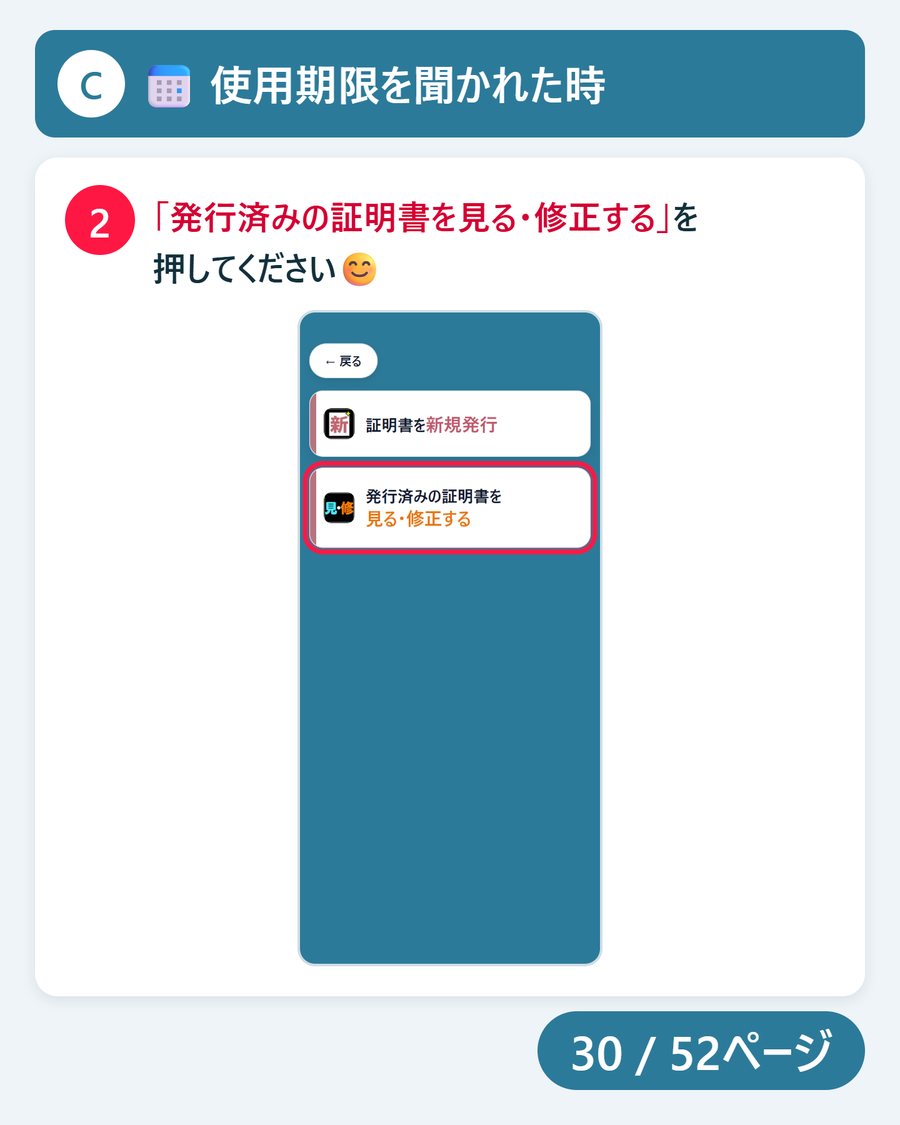 C 使用期限を聞かれた時
2 「発行済みの証明書を見る・修正する」を
押してください
← 戻る
新 証明書を新規発行
発行済みの証明書を
見・修 見る・修正する
30 / 52ページ